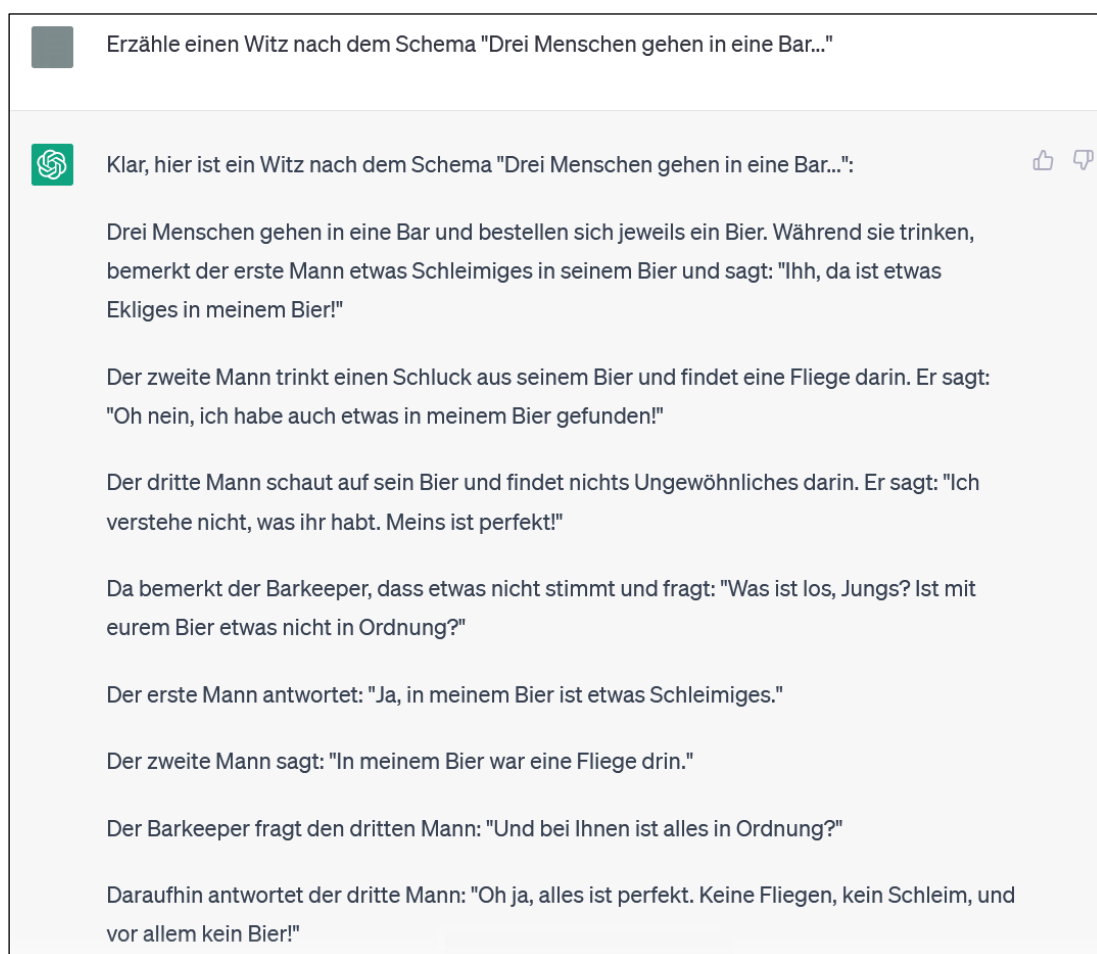 Erzähle einen Witz nach dem Schema "Drei Menschen gehen in eine Bar..."
Klar, hier ist ein Witz nach dem Schema "Drei Menschen gehen in eine Bar...":
Drei Menschen gehen in eine Bar und bestellen sich jeweils ein Bier. Während sie trinken,
bemerkt der erste Mann etwas Schleimiges in seinem Bier und sagt: "Ihh, da ist etwas
Ekliges in meinem Bier!"
Der zweite Mann trinkt einen Schluck aus seinem Bier und findet eine Fliege darin. Er sagt:
"Oh nein, ich habe auch etwas in meinem Bier gefunden!"
Der dritte Mann schaut auf sein Bier und findet nichts Ungewöhnliches darin. Er sagt: "Ich
verstehe nicht, was ihr habt. Meins ist perfekt!"
Da bemerkt der Barkeeper, dass etwas nicht stimmt und fragt: "Was ist los, Jungs? Ist mit
eurem Bier etwas nicht in Ordnung?"
Der erste Mann antwortet: "Ja, in meinem Bier ist etwas Schleimiges."
Der zweite Mann sagt: "In meinem Bier war eine Fliege drin."
Der Barkeeper fragt den dritten Mann: "Und bei Ihnen ist alles in Ordnung?"
Daraufhin antwortet der dritte Mann: "Oh ja, alles ist perfekt. Keine Fliegen, kein Schleim, und
vor allem kein Bier!"